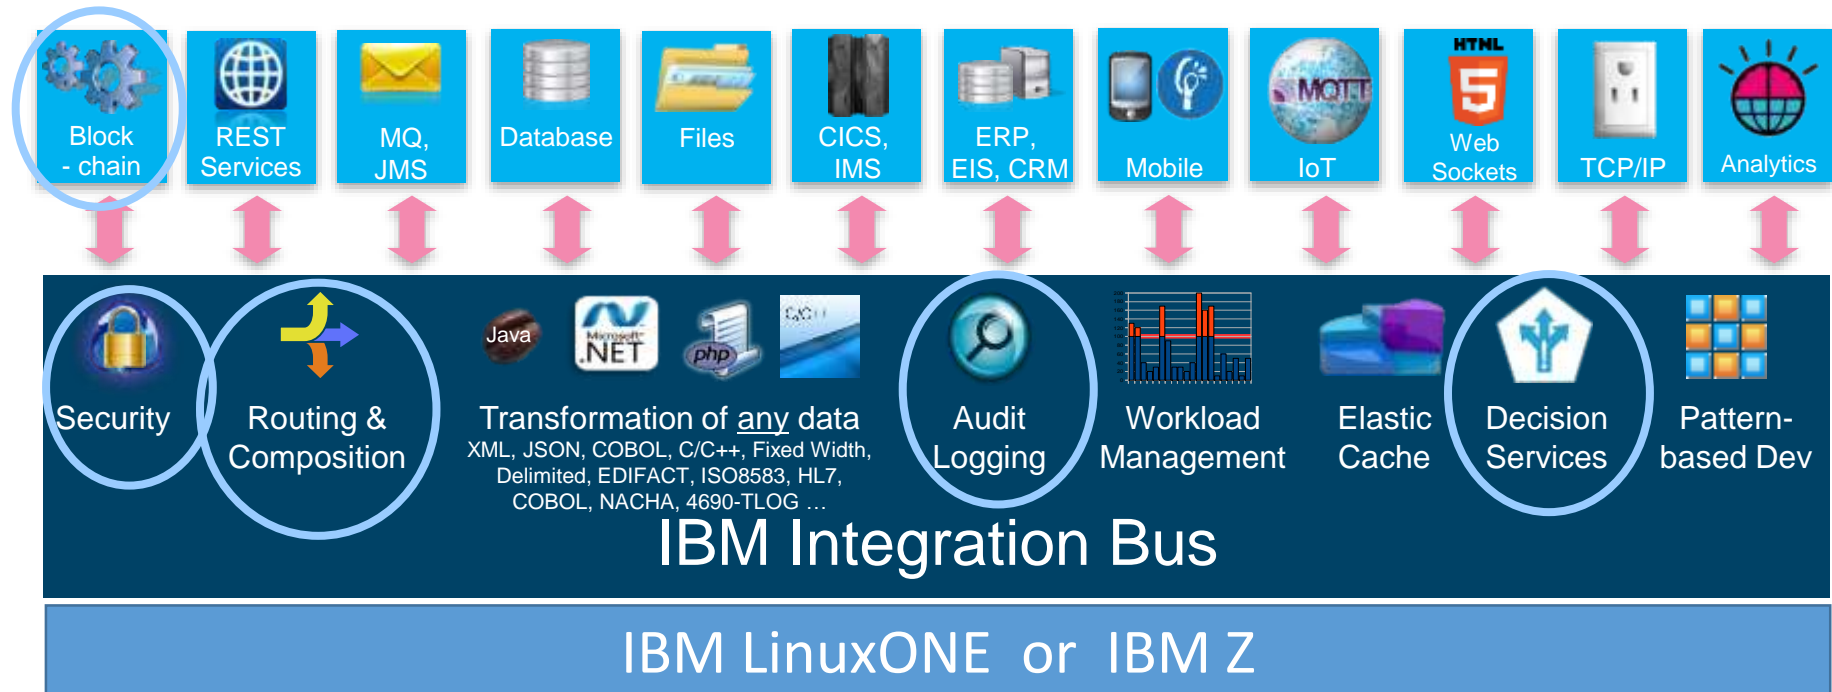 Block
- chain
REST
Services
MQ,
JMS
Database
Files
CICS,
IMS
ERP,
EIS, CRM
Mobile
MQTT
IoT
HTML
5
Web
Sockets
TCP/IP
Analytics
Security
Routing &
Composition
Java
Microsoft
.NET
php
C/C++
Transformation of any data
XML, JSON, COBOL, C/C++, Fixed Width,
Delimited, EDIFACT, ISO8583, HL7,
COBOL, NACHA, 4690-TLOG …
Audit
Logging
Workload
Management
Elastic
Cache
Decision
Services
Pattern-
based Dev
IBM Integration Bus
IBM LinuxONE or IBM Z